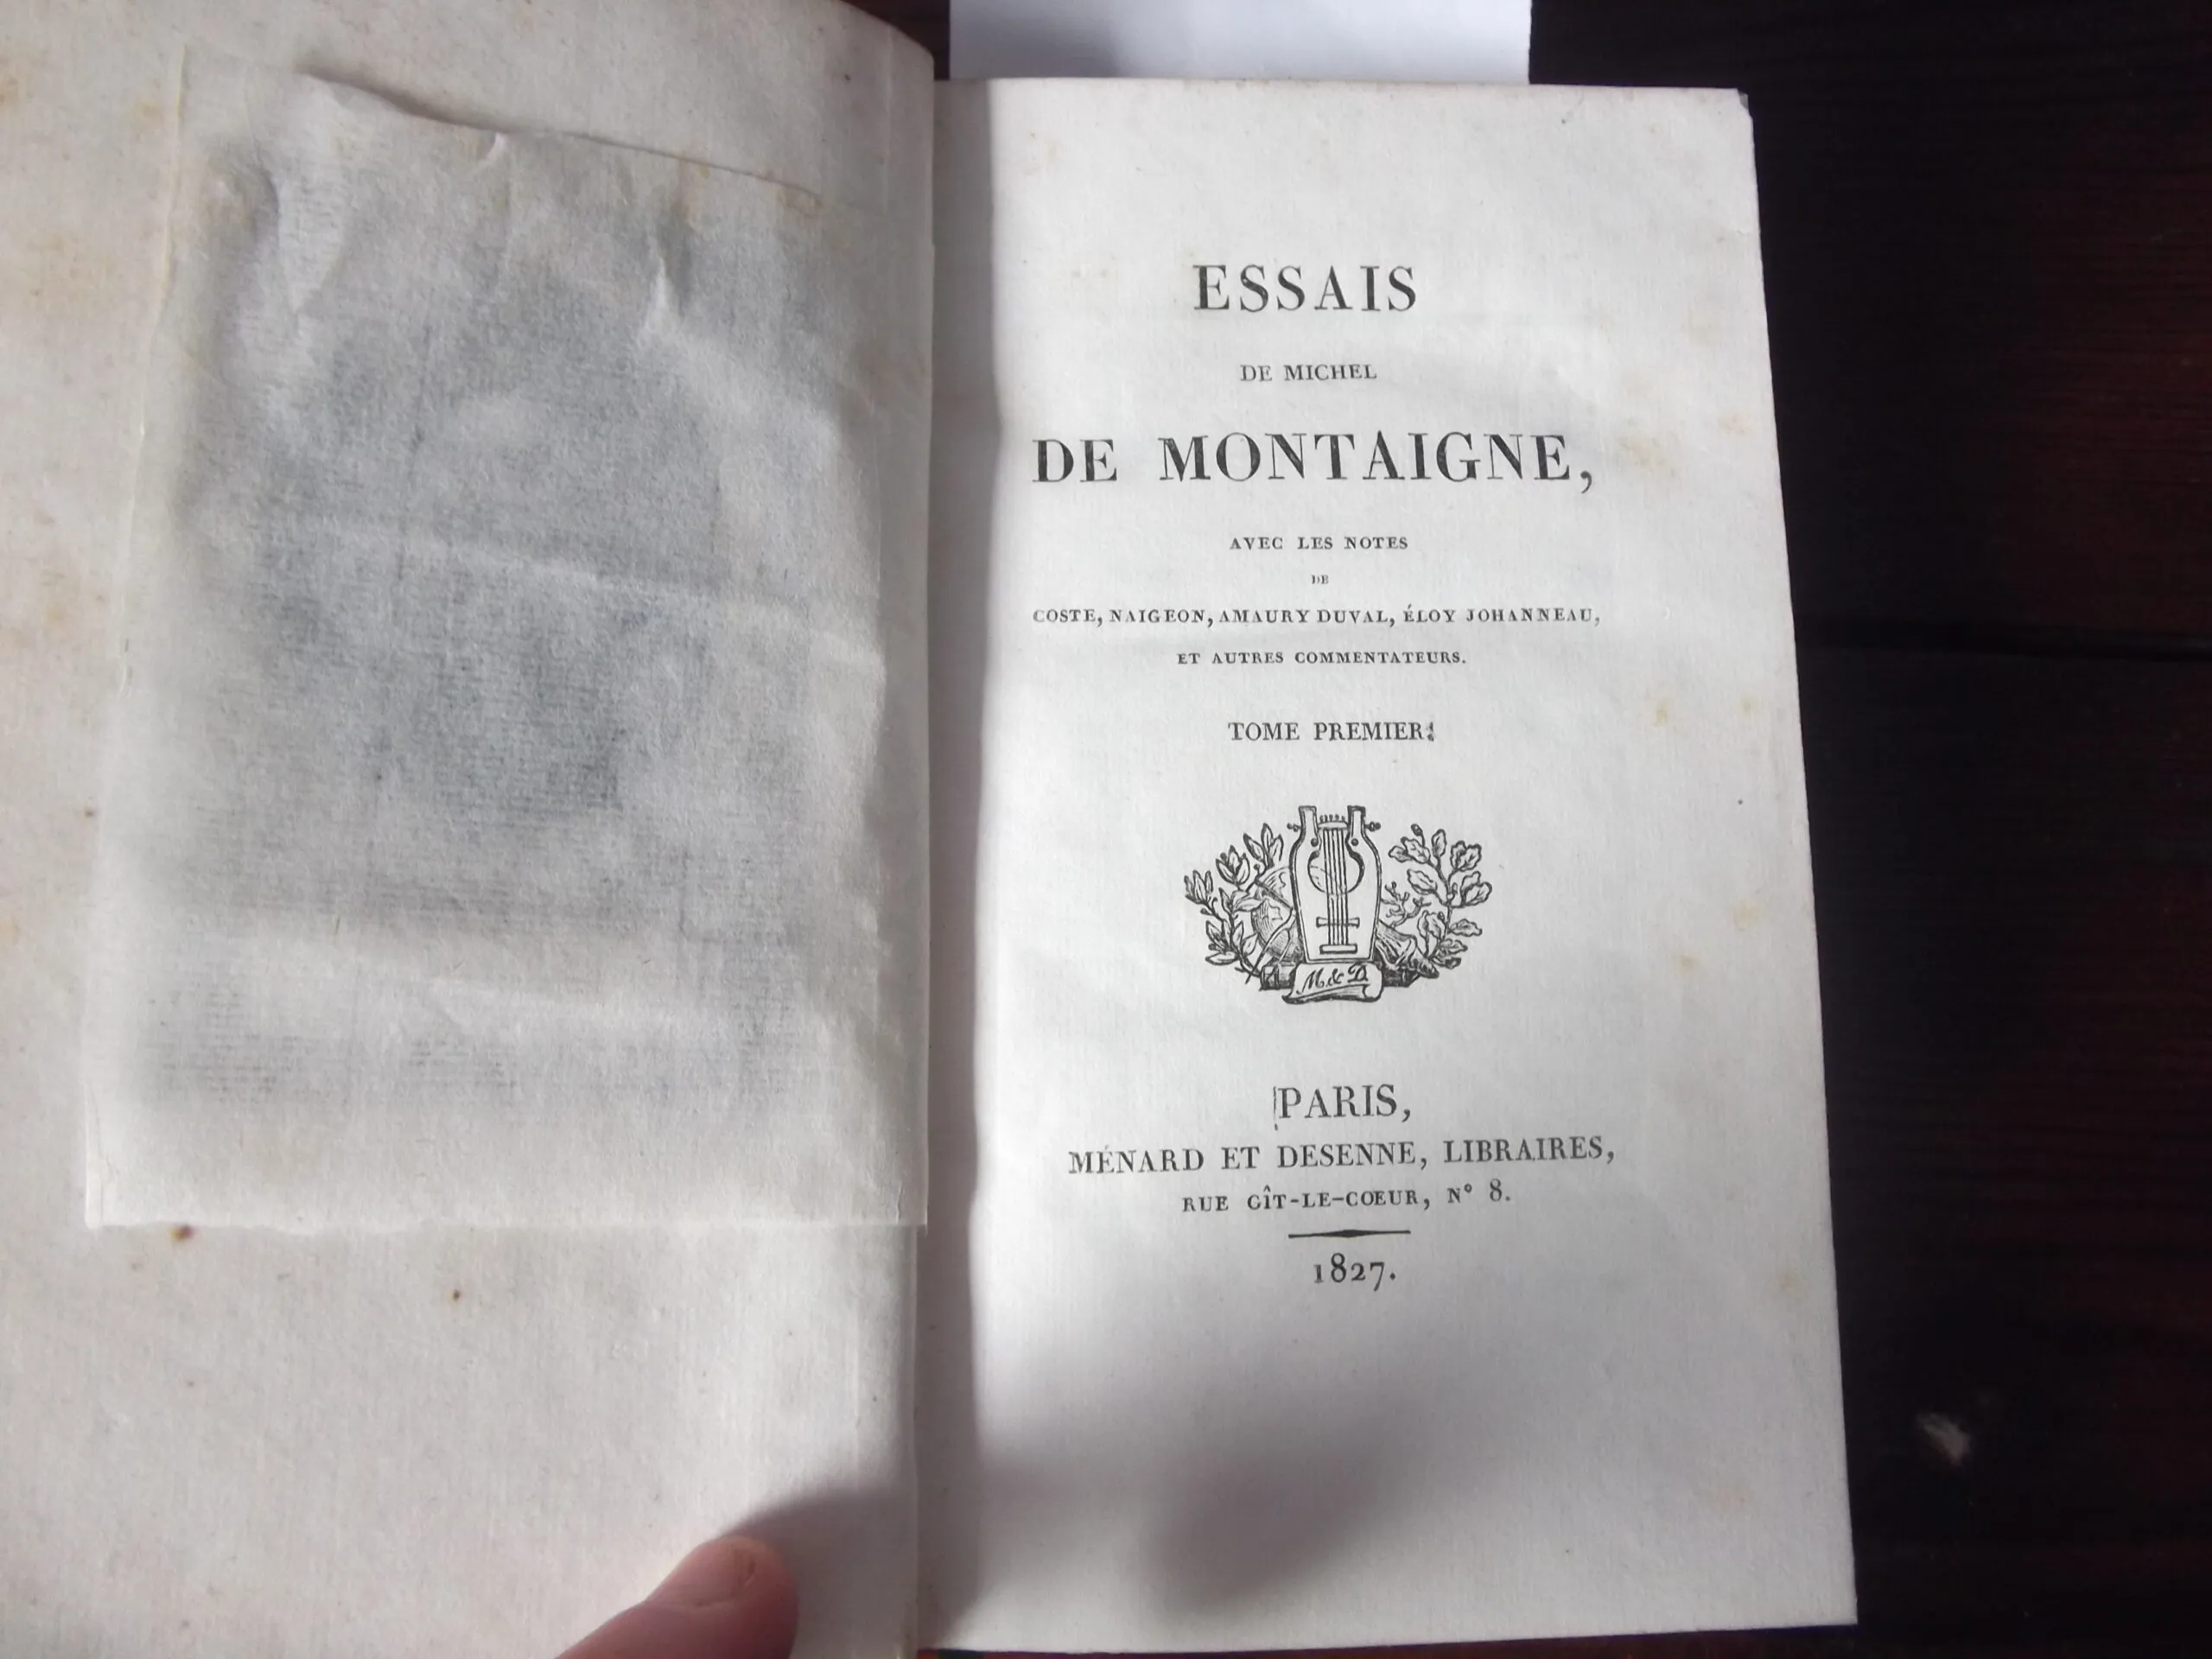 ESSAIS
DE MICHEL
DE MONTAIGNE,
AVEC LES NOTES
DE
COSTE, NAIGEON, AMAURY DUVAL, ÉLOY JOHANNEAU,
ET AUTRES COMMENTATEURS.
TOME PREMIER.
M. & D.
PARIS,
MÉNARD ET DESENNE, LIBRAIRES,
RUE GÎT-LE-COEUR, N° 8.
1827.